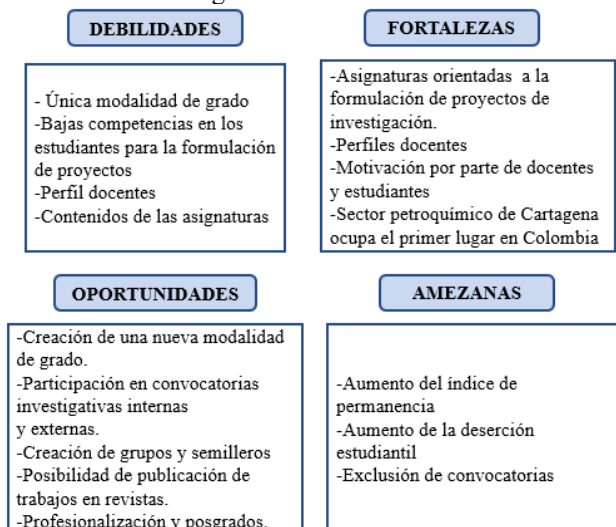 DEBILIDADES
- Única modalidad de grado
-Bajas competencias en los
estudiantes para la formulación
de proyectos
-Perfil docentes
-Contenidos de las asignaturas
FORTALEZAS
-Asignaturas orientadas a la
formulación de proyectos de
investigación.
-Perfiles docentes
-Motivación por parte de docentes
y estudiantes
-Sector petroquímico de Cartagena
ocupa el primer lugar en Colombia
OPORTUNIDADES
-Creación de una nueva modalidad
de grado.
-Participación en convocatorias
investigativas internas
y externas.
-Creación de grupos y semilleros
-Posibilidad de publicación de
trabajos en revistas.
-Profesionalización y posgrados.
AMEZANAS
-Aumento del índice de
permanencia
-Aumento de la deserción
estudiantil
-Exclusión de convocatorias